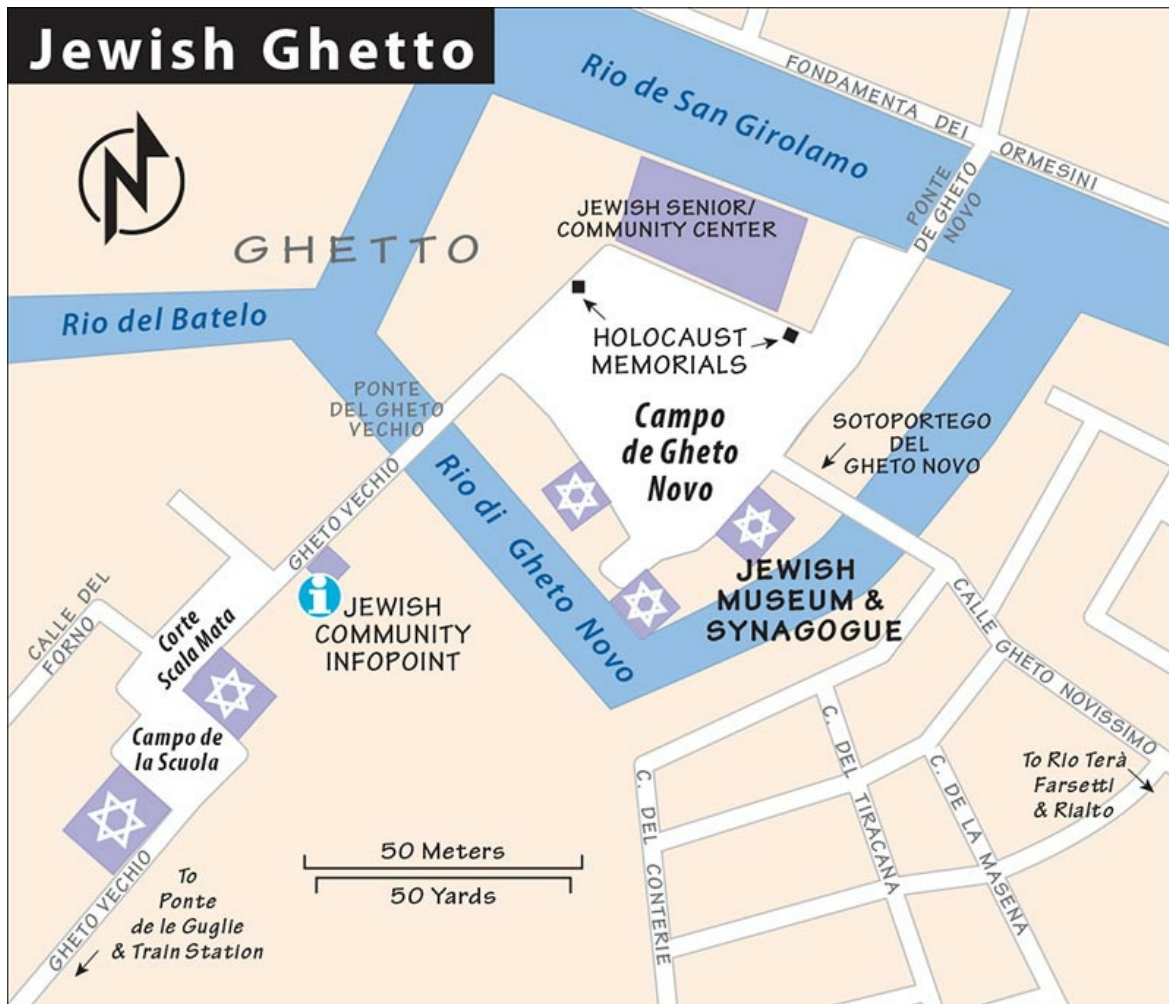 Jewish Ghetto
N
Rio de San Girolamo
FONDAMENTA DEI ORMESINI
PONTE
DE GHETO
NOVO
JEWISH SENIOR/
COMMUNITY CENTER
GHETTO
Rio del Batelo
HOLOCAUST
MEMORIALS
PONTE
DEL GHETO
VECHIO
Campo
de Gheto
Novo
SOTOPORTEGO
DEL
GHETO NOVO
GHETO VECHIO
Rio di Gheto Novo
JEWISH
MUSEUM &
SYNAGOGUE
i
JEWISH
COMMUNITY
INFOPOINT
CALLE DEL
FORNO
Corte
Scala Mata
CALLE GHETO NOVISSIMO
Campo de
la Scuola
C. DEL CONTERIE
C. DEL TIRACANA
C. DE LA MASENA
To Rio Terà
Farsetti
& Rialto
50 Meters
50 Yards
GHETO VECHIO
To
Ponte
de le Guglie
& Train Station